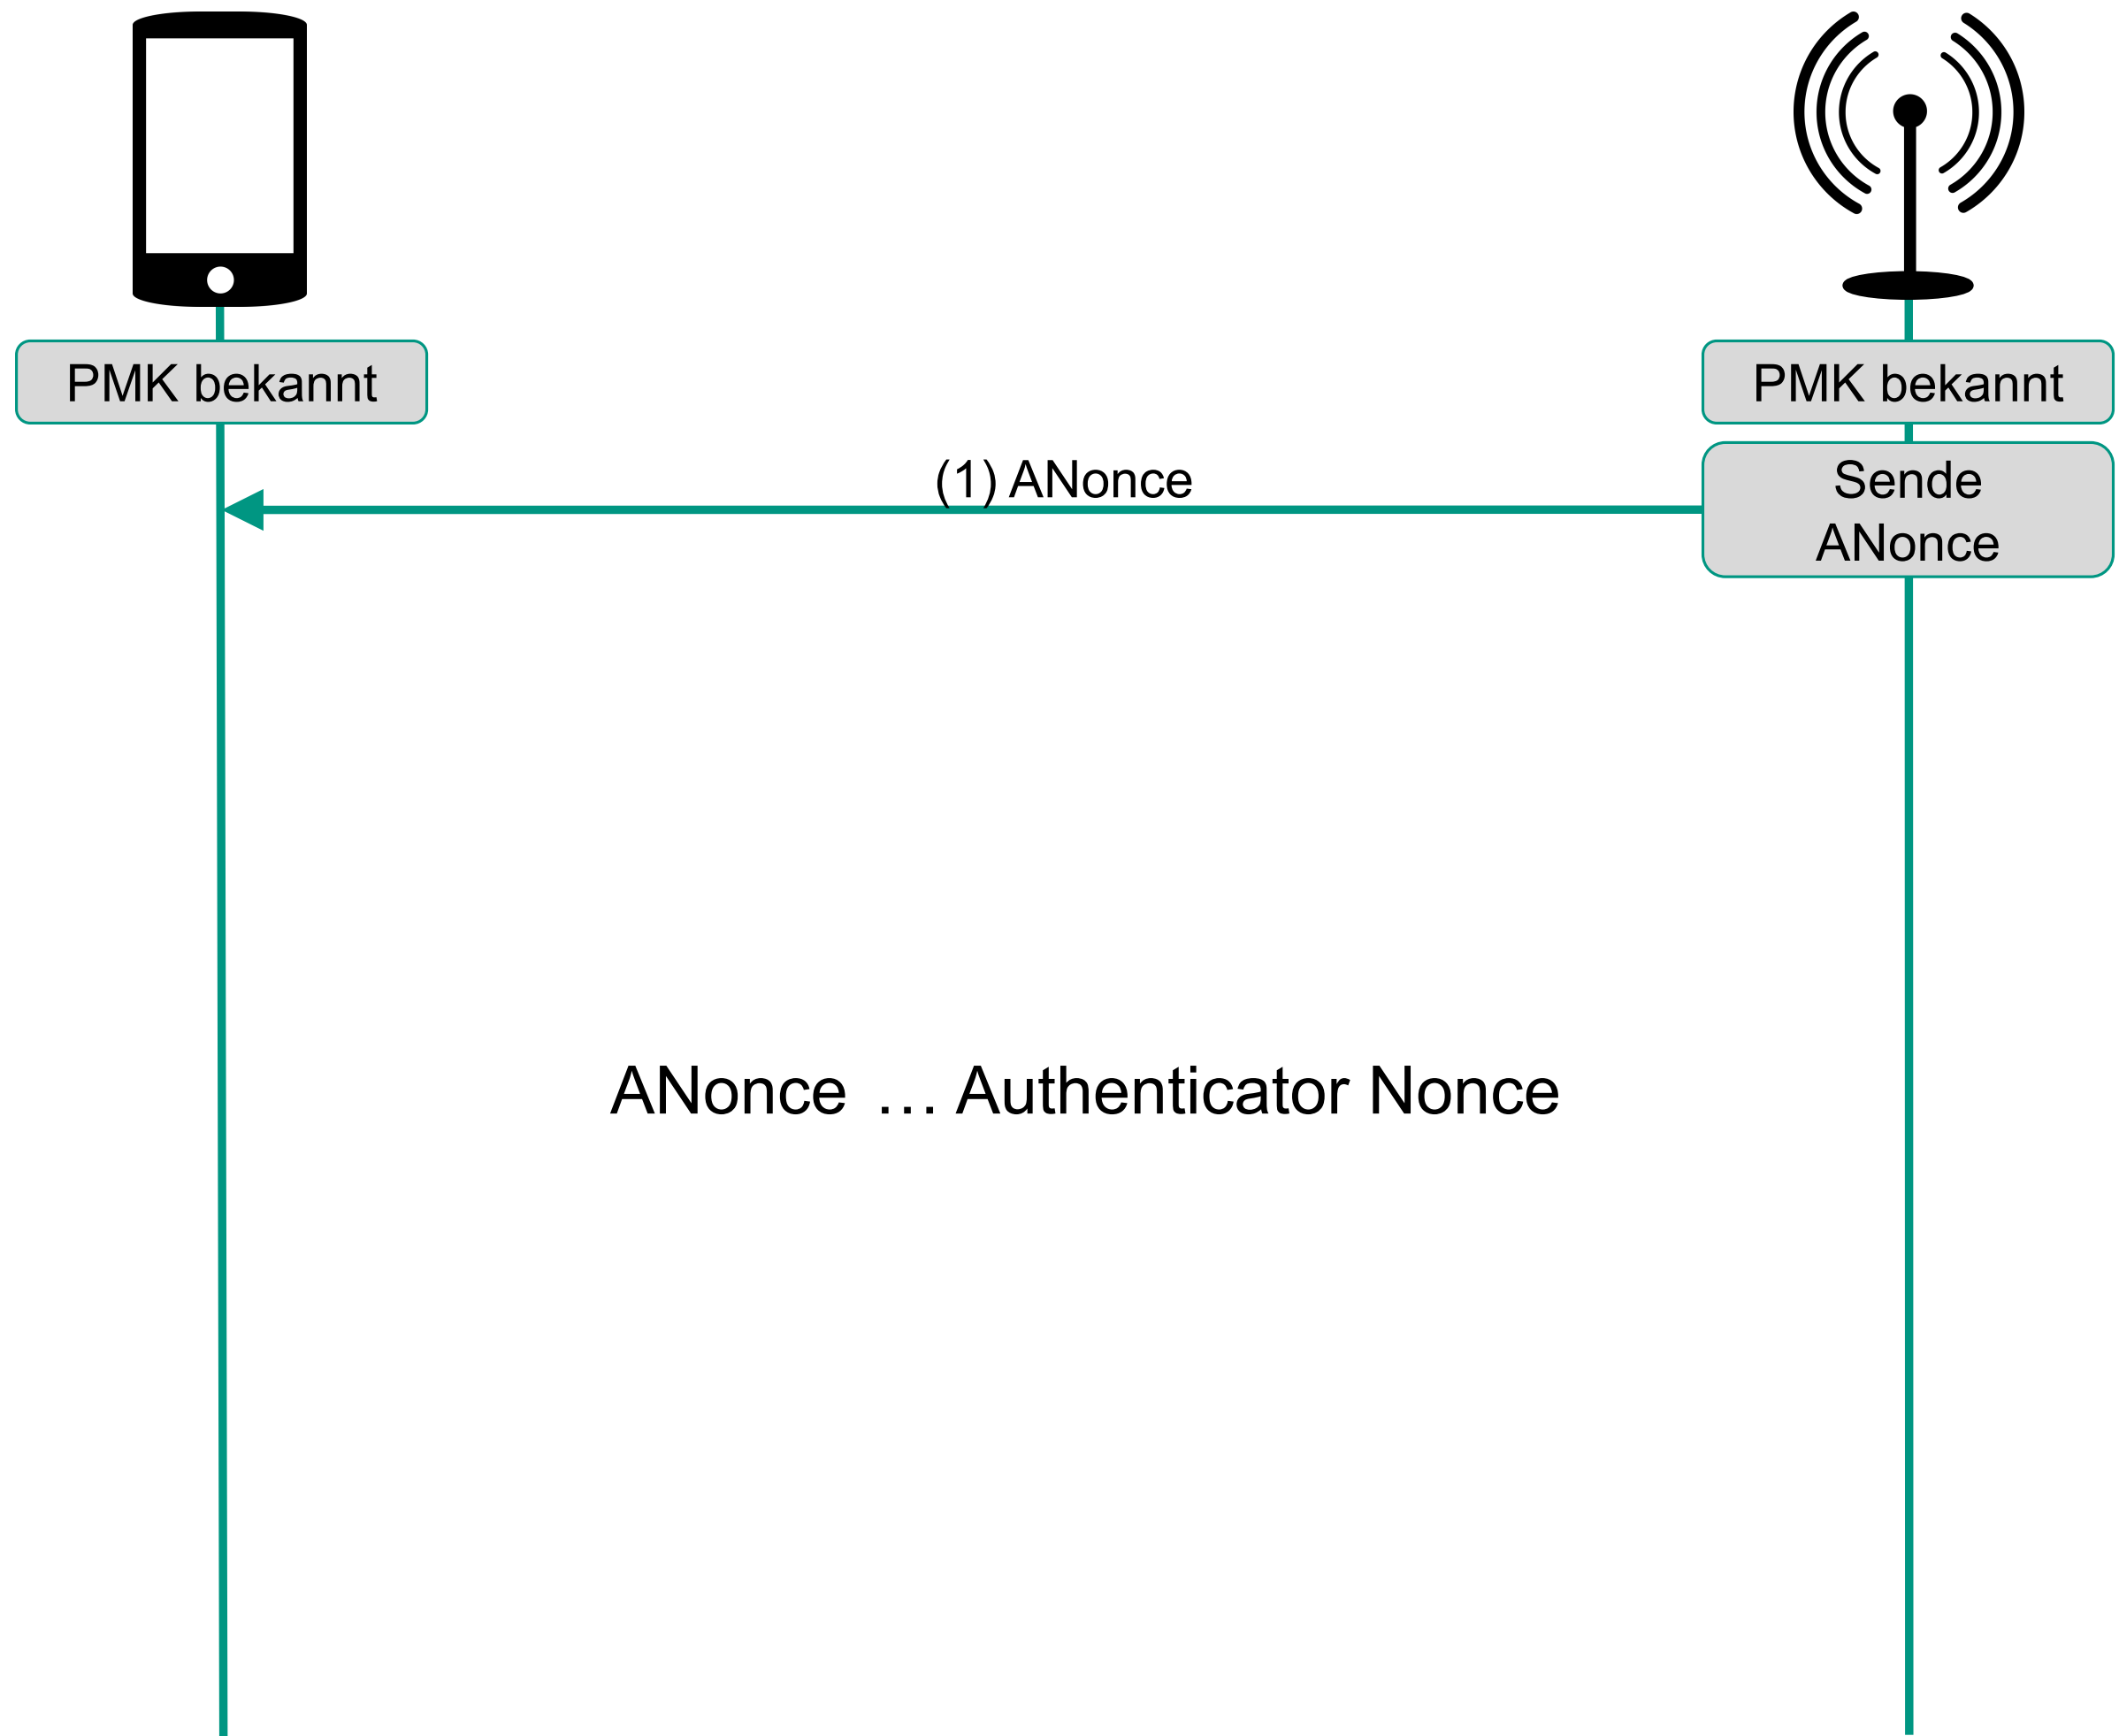 PMK bekannt
PMK bekannt
(1) ANonce
Sende
ANonce
ANonce … Authenticator Nonce